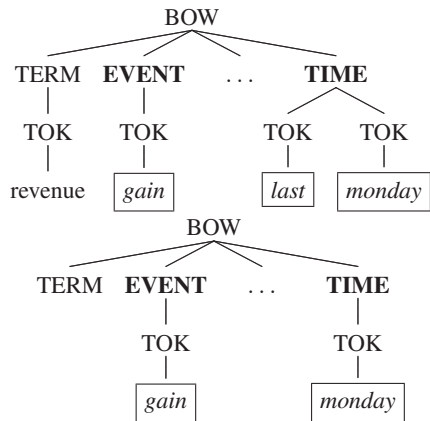 BOW
TERM EVENT ... TIME
TOK TOK TOK TOK
revenue gain last monday
BOW
TERM EVENT ... TIME
TOK TOK
gain monday